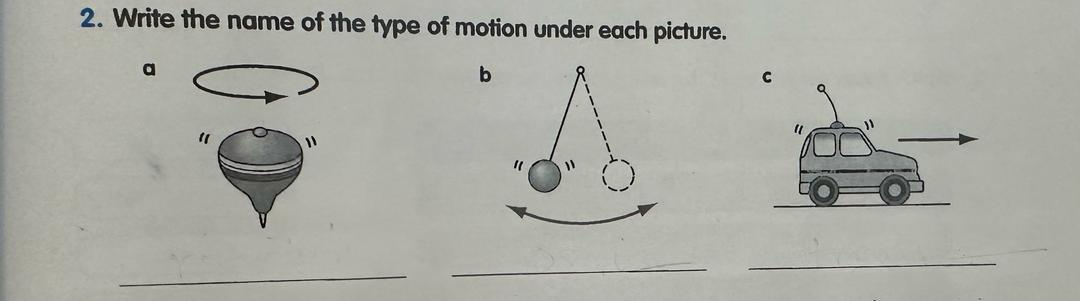 2. Write the name of the type of motion under each picture.
a
b
c